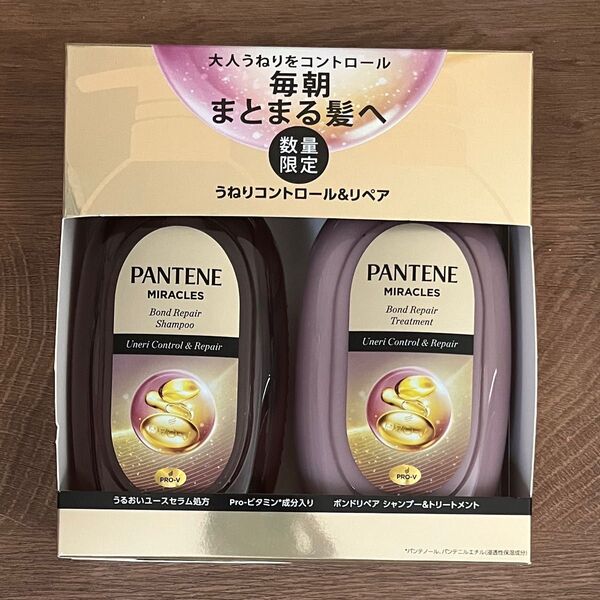 大人うねりをコントロール
毎朝
まとまる髪へ
数量
限定
うねりコントロール&リペア
PANTENE
MIRACLES
Bond Repair
Shampoo
Uneri Control & Repair
PRO-V
PANTENE
MIRACLES
Bond Repair
Treatment
Uneri Control & Repair
PRO-V
うるおいユースセラム処方 Pro-ビタミン*成分入り ボンドリペア シャンプー&トリートメント
*パンテノール、パンテニルエチル(浸透性保湿成分)